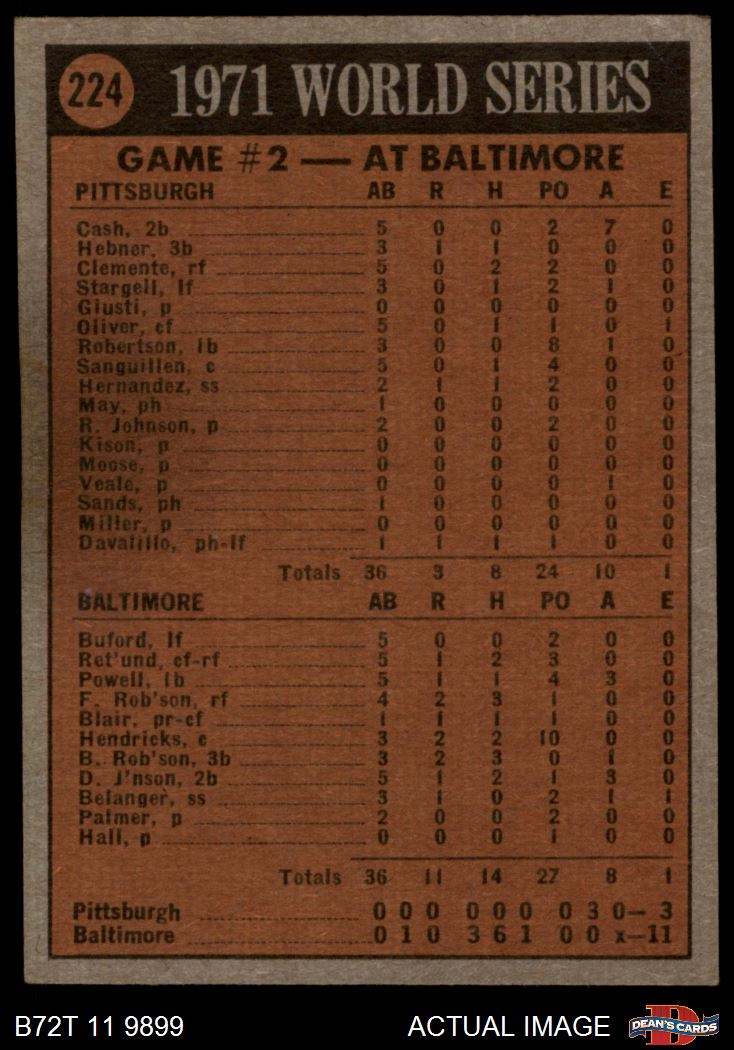 224 1971 WORLD SERIES
GAME #2 — AT BALTIMORE
PITTSBURGH AB R H PO A E
Cash, 2b 5 0 0 2 7 0
Hebner, 3b 3 1 1 0 0 0
Clemente, rf 5 0 2 2 0 0
Stargell, lf 3 0 1 2 1 0
Giusti, p 0 0 0 0 0 0
Oliver, cf 5 0 1 1 0 1
Robertson, 1b 3 0 0 8 1 0
Sanguillen, c 5 0 1 4 0 0
Hernandez, ss 2 1 1 2 0 0
May, ph 1 0 0 0 0 0
R. Johnson, p 2 0 0 2 0 0
Kison, p 0 0 0 0 0 0
Moose, p 0 0 0 0 0 0
Veale, p 0 0 0 0 1 0
Sands, ph 1 0 0 0 0 0
Miller, p 0 0 0 0 0 0
Davalillo, ph-lf 1 1 1 1 0 0
Totals 36 3 8 24 10 1
BALTIMORE AB R H PO A E
Buford, lf 5 0 0 2 0 0
Ret'und, cf-rf 5 1 2 3 0 0
Powell, 1b 5 1 1 4 3 0
F. Rob'son, rf 4 2 3 1 0 0
Blair, pr-cf 1 1 1 1 0 0
Hendricks, c 3 2 2 10 0 0
B. Rob'son, 3b 3 2 3 0 1 0
D. J'nson, 2b 5 1 2 1 3 0
Belanger, ss 3 1 0 2 1 1
Palmer, p 2 0 0 2 0 0
Hall, p 0 0 0 1 0 0
Totals 36 11 14 27 8 1
Pittsburgh 0 0 0 0 0 0 0 3 0— 3
Baltimore 0 1 0 3 6 1 0 0 x—11
B72T 11 9899 ACTUAL IMAGE DEAN'S CARDS